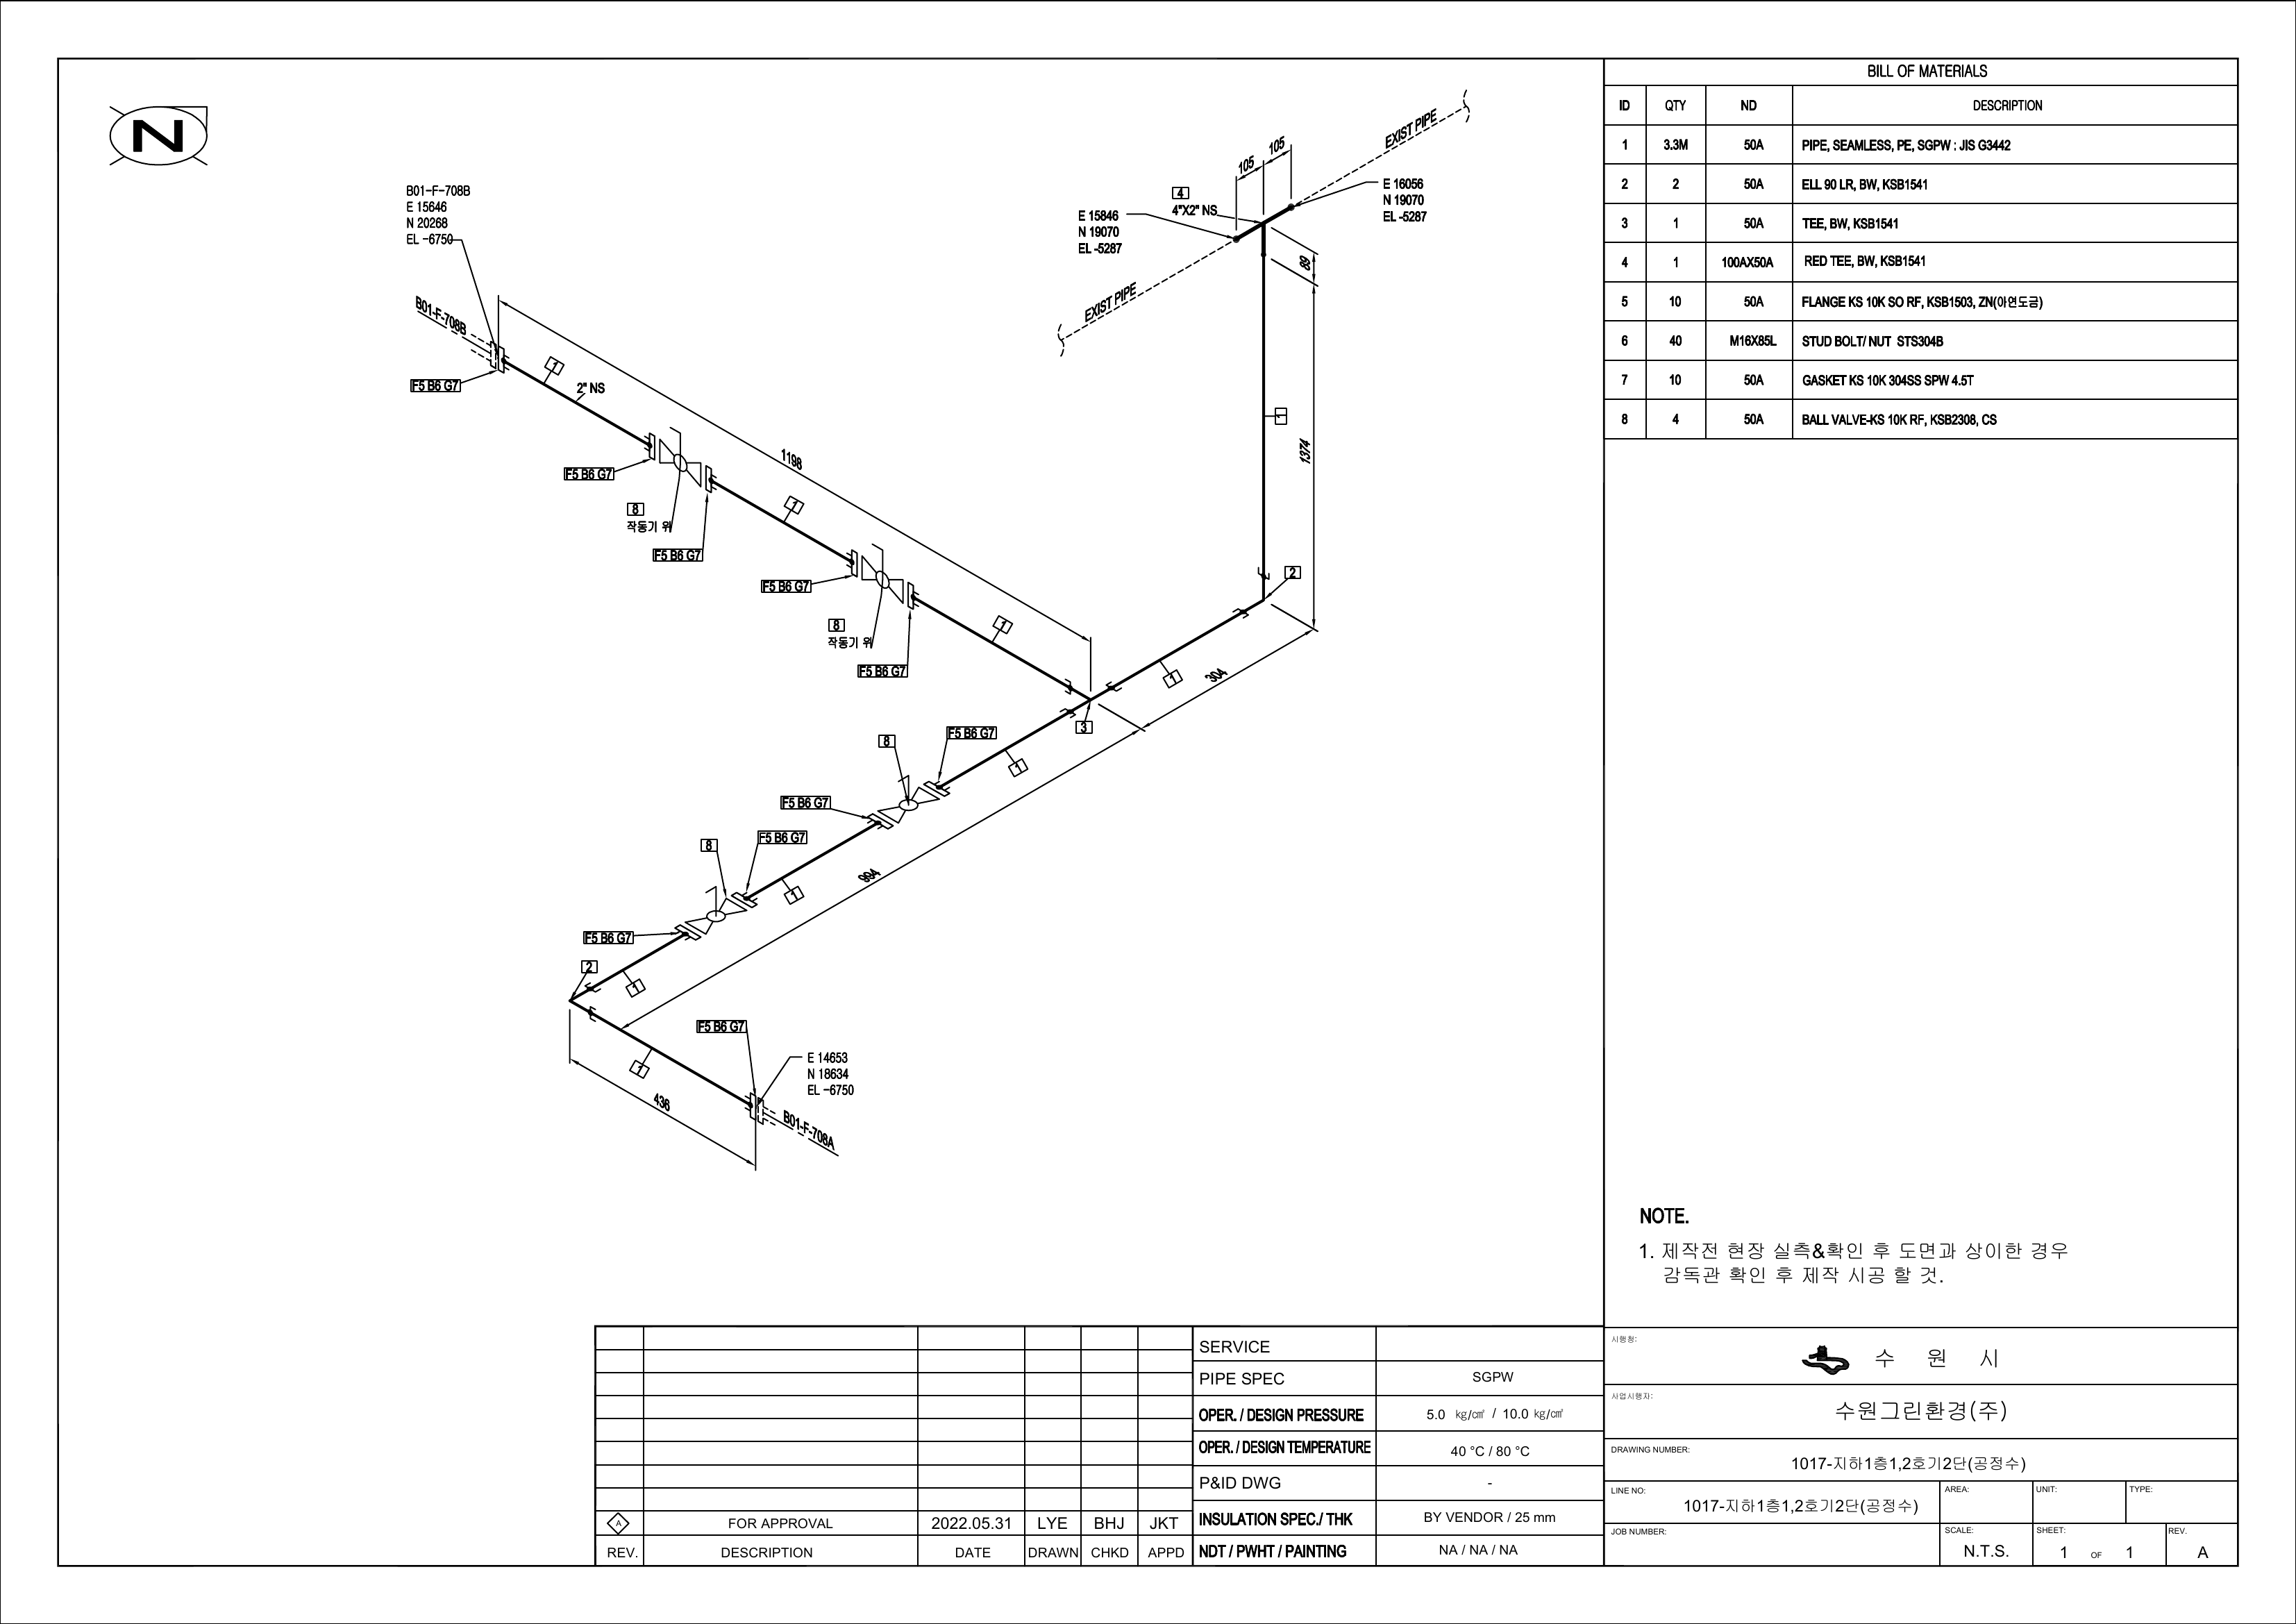 N
B01-F-708B
E 15646
N 20268
EL -6750
B01-F-708B
F5 B6 G7
1
2" NS
F5 B6 G7
8
작동기 위
F5 B6 G7
1198
1
F5 B6 G7
8
작동기 위
F5 B6 G7
1
EXIST PIPE
105
105
4
4"X2" NS
E 15846
N 19070
EL -5287
E 16056
N 19070
EL -5287
EXIST PIPE
89
1
1374
2
1
304
3
F5 B6 G7
8
1
F5 B6 G7
F5 B6 G7
8
1
994
F5 B6 G7
2
1
F5 B6 G7
1
436
E 14653
N 18634
EL -6750
B01-F-708A
BILL OF MATERIALS
ID QTY ND DESCRIPTION
1 3.3M 50A PIPE, SEAMLESS, PE, SGPW : JIS G3442
2 2 50A ELL 90 LR, BW, KSB1541
3 1 50A TEE, BW, KSB1541
4 1 100AX50A RED TEE, BW, KSB1541
5 10 50A FLANGE KS 10K SO RF, KSB1503, ZN(아연도금)
6 40 M16X85L STUD BOLT/ NUT STS304B
7 10 50A GASKET KS 10K 304SS SPW 4.5T
8 4 50A BALL VALVE-KS 10K RF, KSB2308, CS
NOTE.
1. 제작전 현장 실측&확인 후 도면과 상이한 경우
감독관 확인 후 제작 시공 할 것.
SERVICE
PIPE SPEC SGPW
OPER. / DESIGN PRESSURE 5.0 ㎏/㎠ / 10.0 ㎏/㎠
OPER. / DESIGN TEMPERATURE 40 °C / 80 °C
P&ID DWG -
INSULATION SPEC./ THK BY VENDOR / 25 mm
NDT / PWHT / PAINTING NA / NA / NA
A FOR APPROVAL 2022.05.31 LYE BHJ JKT
REV. DESCRIPTION DATE DRAWN CHKD APPD
시행청:
수 원 시
사업시행자:
수원그린환경(주)
DRAWING NUMBER:
1017-지하1층1,2호기2단(공정수)
LINE NO: AREA: UNIT: TYPE:
1017-지하1층1,2호기2단(공정수)
JOB NUMBER: SCALE: SHEET: REV.
N.T.S. 1 OF 1 A